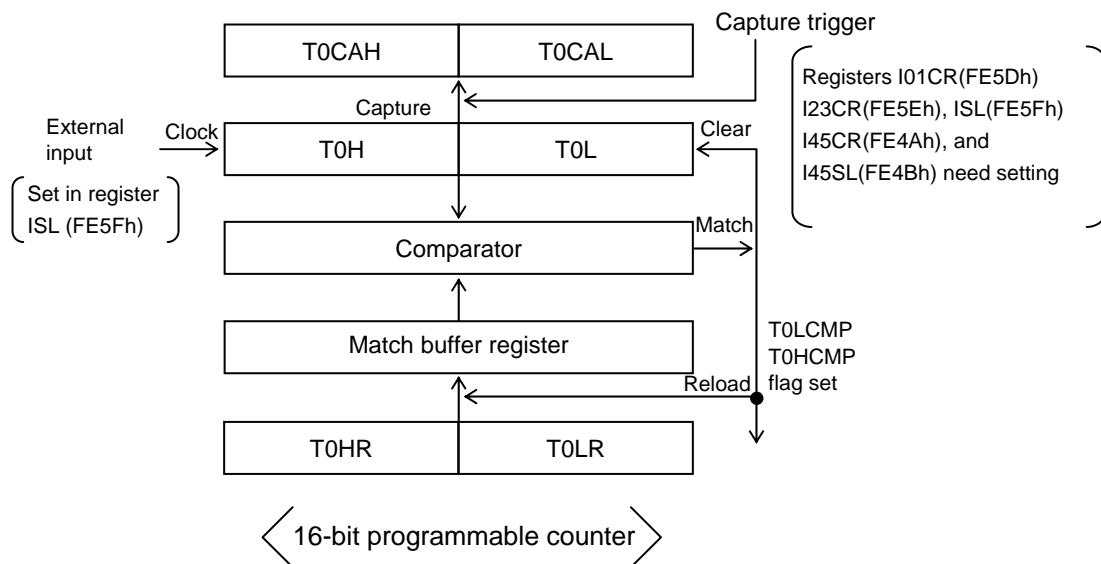 Capture trigger
T0CAH
T0CAL
Registers I01CR(FE5Dh)
I23CR(FE5Eh), ISL(FE5Fh)
I45CR(FE4Ah), and
I45SL(FE4Bh) need setting
Capture
External
input
Clock
T0H
T0L
Clear
Set in register
ISL (FE5Fh)
Comparator
Match
Match buffer register
T0LCMP
T0HCMP
flag set
Reload
T0HR
T0LR
16-bit programmable counter